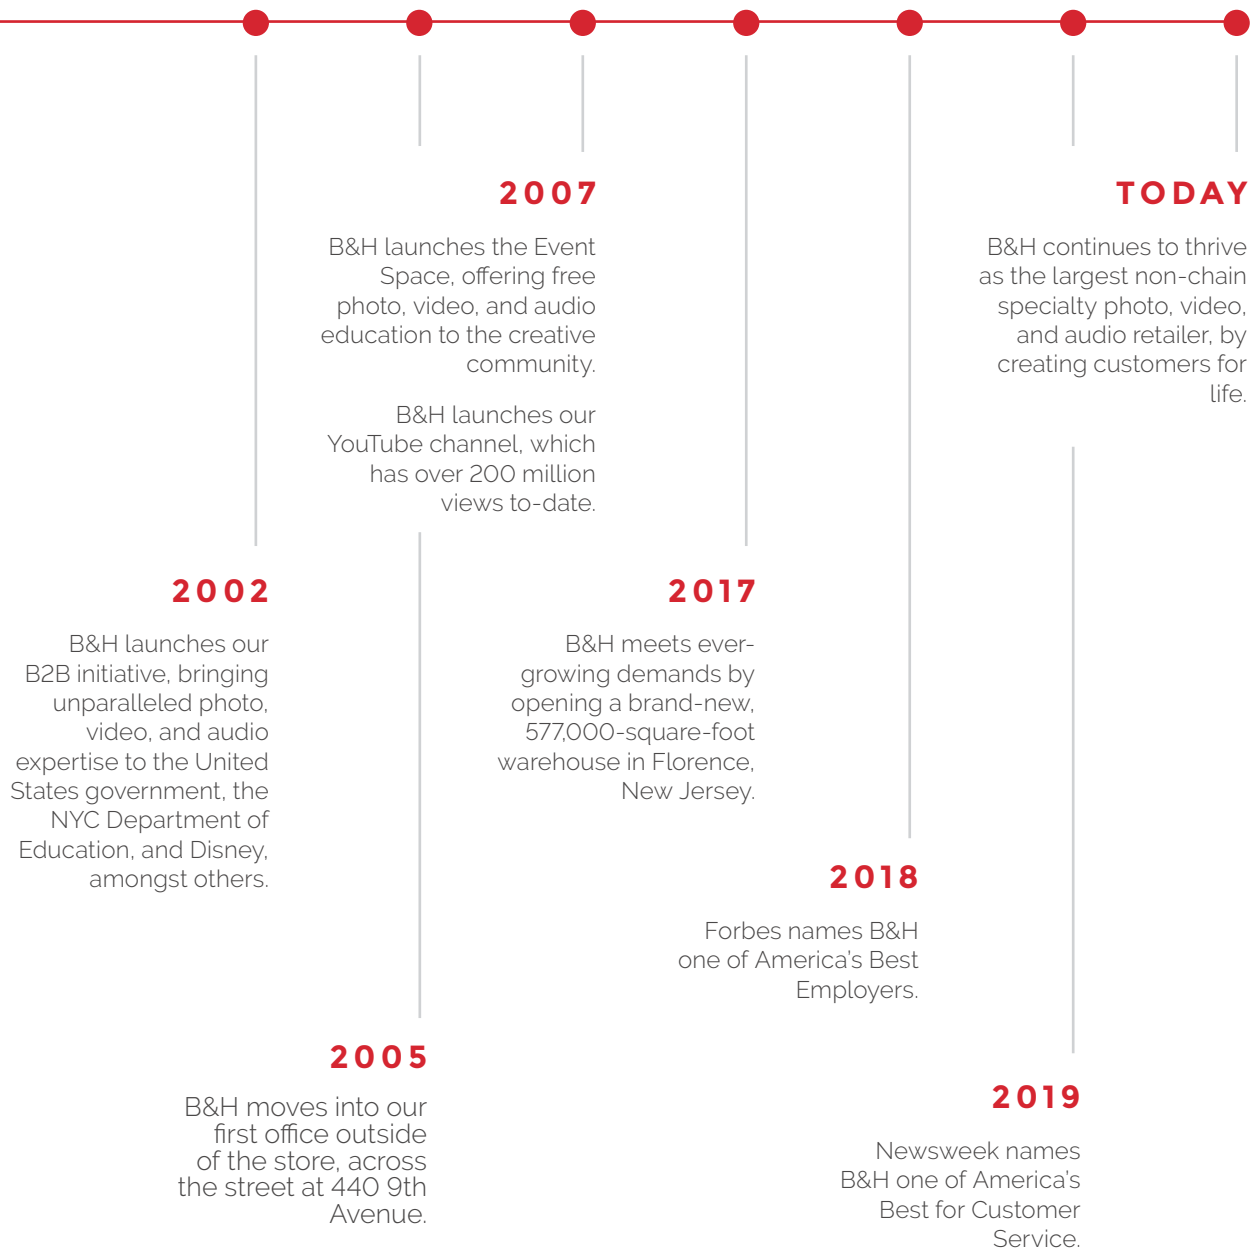 2007
B&H launches the Event
Space, offering free
photo, video, and audio
education to the creative
community.
B&H launches our
YouTube channel, which
has over 200 million
views to-date.
TODAY
B&H continues to thrive
as the largest non-chain
specialty photo, video,
and audio retailer, by
creating customers for
life.
2002
B&H launches our
B2B initiative, bringing
unparalleled photo,
video, and audio
expertise to the United
States government, the
NYC Department of
Education, and Disney,
amongst others.
2017
B&H meets ever-
growing demands by
opening a brand-new,
577,000-square-foot
warehouse in Florence,
New Jersey.
2018
Forbes names B&H
one of America’s Best
Employers.
2005
B&H moves into our
first office outside
of the store, across
the street at 440 9th
Avenue.
2019
Newsweek names
B&H one of America’s
Best for Customer
Service.